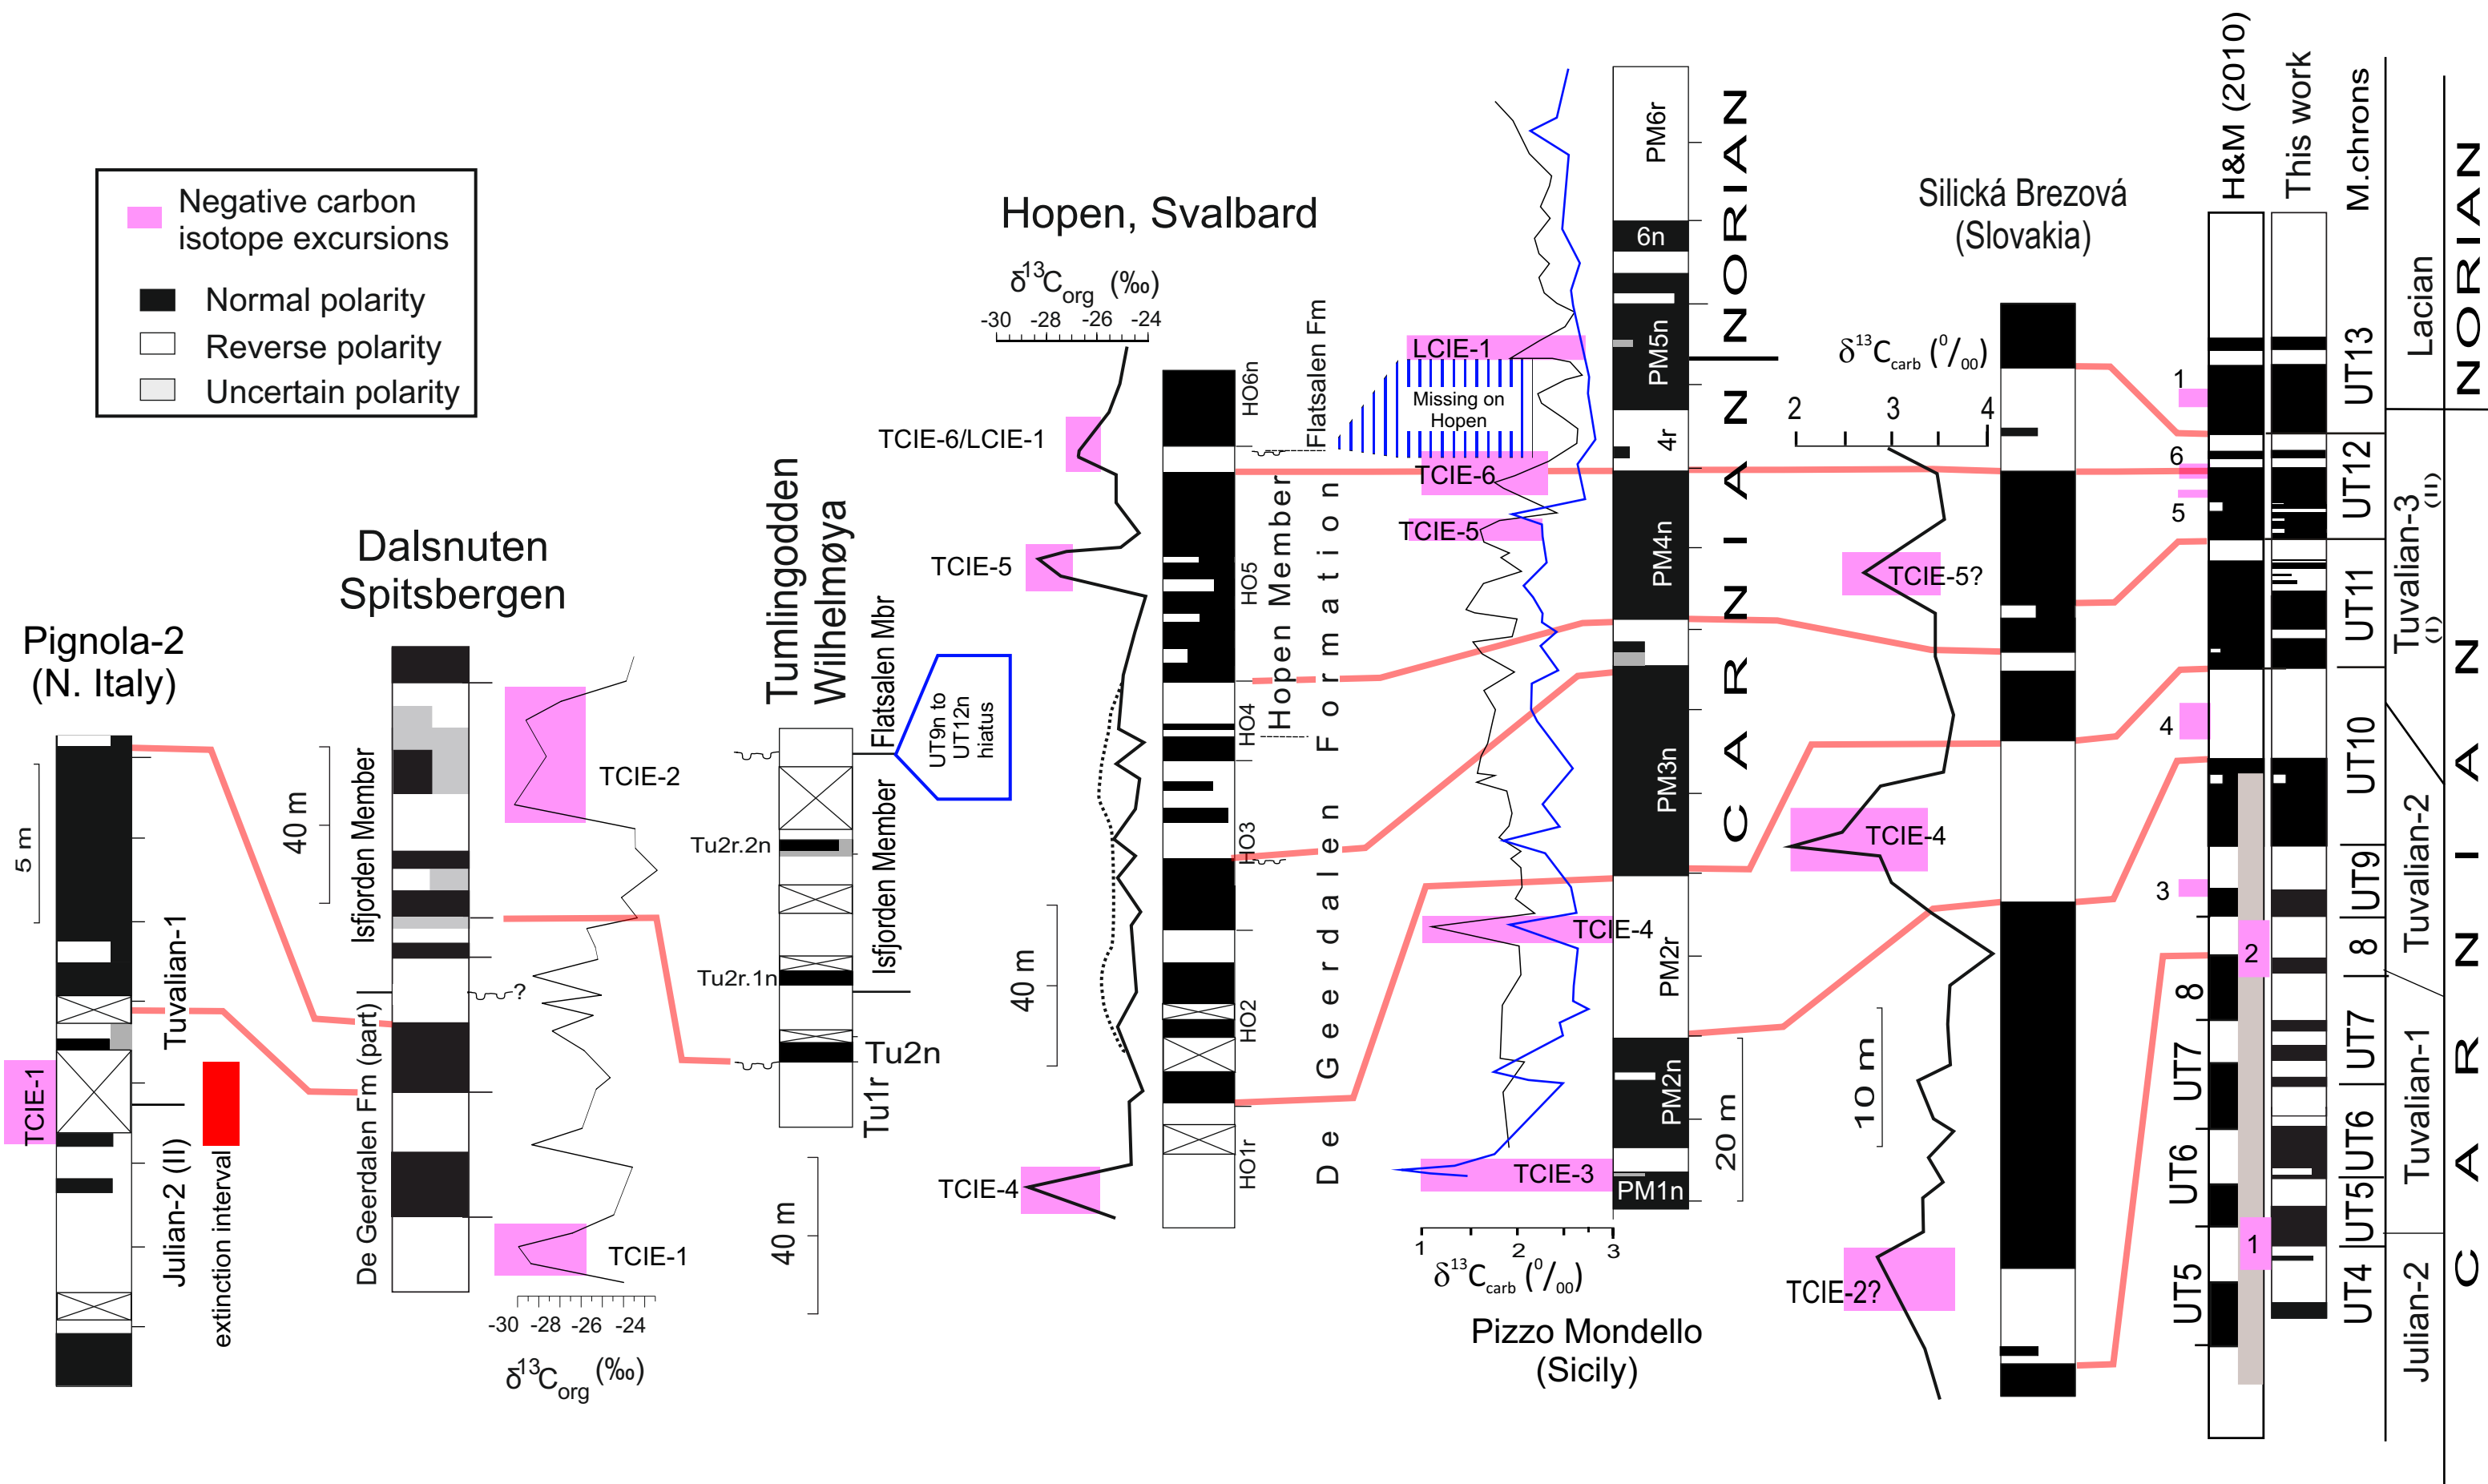 Negative carbon
isotope excursions
Normal polarity
Reverse polarity
Uncertain polarity
Pignola-2
(N. Italy)
5 m
TCIE-1
Tuvalian-1
Julian-2 (II)
extinction interval
Dalsnuten
Spitsbergen
40 m
Isfjorden Member
De Geerdalen Fm (part)
?
TCIE-2
TCIE-1
-30 -28 -26 -24
δ13Corg (‰)
Tumlingodden
Wilhelmøya
Flatsalen Mbr
Isfjorden Member
UT9n to
UT12n
hiatus
Tu2r.2n
Tu2r.1n
Tu2n
Tu1r
40 m
Hopen, Svalbard
δ13Corg (‰)
-30 -28 -26 -24
TCIE-6/LCIE-1
TCIE-5
TCIE-4
40 m
HO6n
HO5
HO4
HO3
HO2
HO1r
Flatsalen Fm
Hopen Member
De Geerdalen Formation
LCIE-1
Missing on
Hopen
TCIE-6
TCIE-5
TCIE-4
TCIE-3
1 2 3
δ13Ccarb (0/00)
Pizzo Mondello
(Sicily)
PM6r
6n
PM5n
4r
PM4n
PM3n
PM2r
PM2n
PM1n
20 m
NORIAN
CARNIAN
Silická Brezová
(Slovakia)
δ13Ccarb (0/00)
2 3 4
TCIE-5?
TCIE-4
TCIE-2?
10 m
H&M (2010)
This work
M.chrons
1
6
5
4
3
2
1
8
UT7
UT6
UT5
UT13
UT12
UT11
UT10
UT9
8
UT7
UT6
UT5
UT4
Lacian
Tuvalian-3
(II)
(I)
Tuvalian-2
Tuvalian-1
Julian-2
NORIAN
CARNIAN